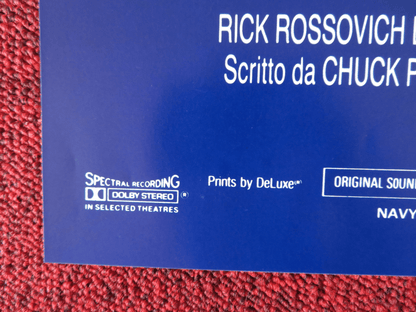 RICK ROSSOVICH
Scritto da CHUCK
SPECTRAL RECORDING
DOLBY STEREO ®
IN SELECTED THEATRES
Prints by DeLuxe®
ORIGINAL SOUN
NAVY